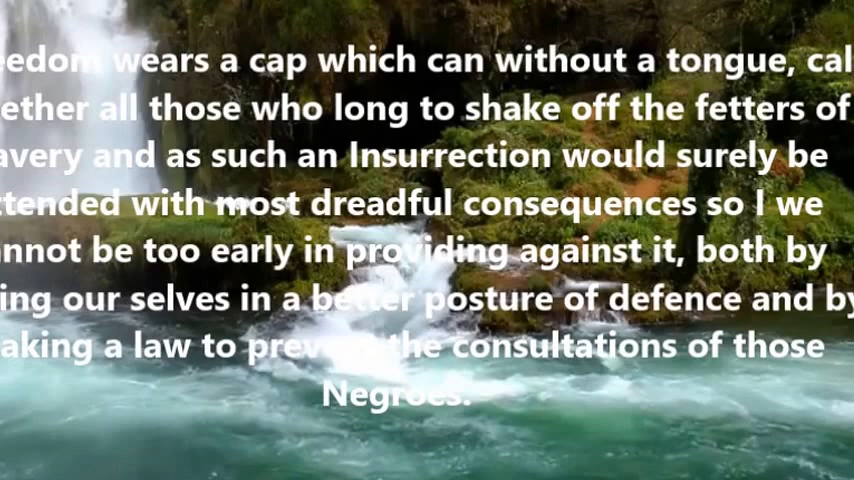 eedom wears a cap which can without a tongue, cal
ether all those who long to shake off the fetters of
avery and as such an Insurrection would surely be
tended with most dreadful consequences so I we
nnot be too early in providing against it, both by
ing our selves in a better posture of defence and by
aking a law to prevent the consultations of those
Negroes.